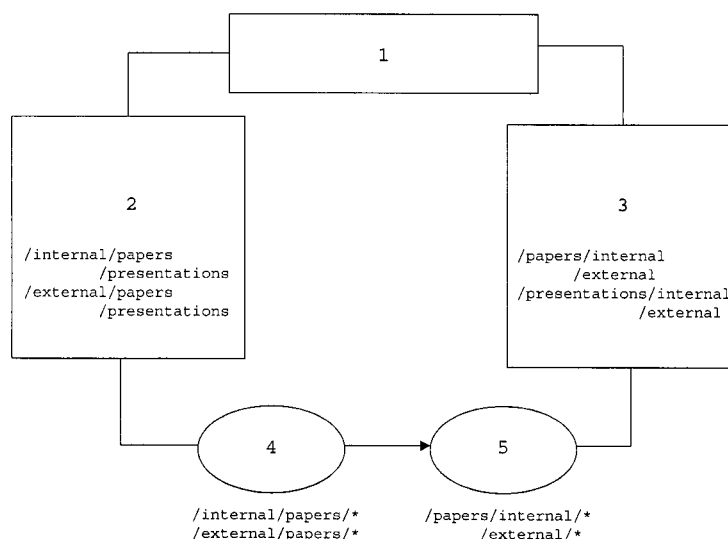 1
2
/internal/papers
/presentations
/external/papers
/presentations
3
/papers/internal
/external
/presentations/internal
/external
4
5
/internal/papers/*
/external/papers/*
/papers/internal/*
/external/*